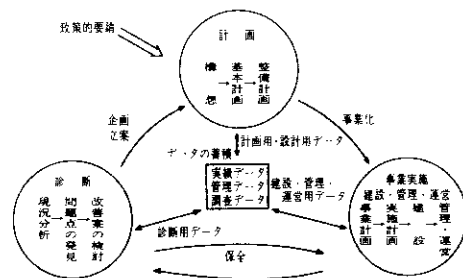 政策的要請
計画
構想→基本計画→整備計画
企画
立案
事業化
計画用・設計用データ
データの蓄積
実績データ
管理データ
調査データ
建設・管理・
運営用データ
診断
現況分析→問題点の発見→改善案の検討
事業実施
建設・管理・運営
事業計画→実施計画→建設→管理・運営
診断用データ
保全